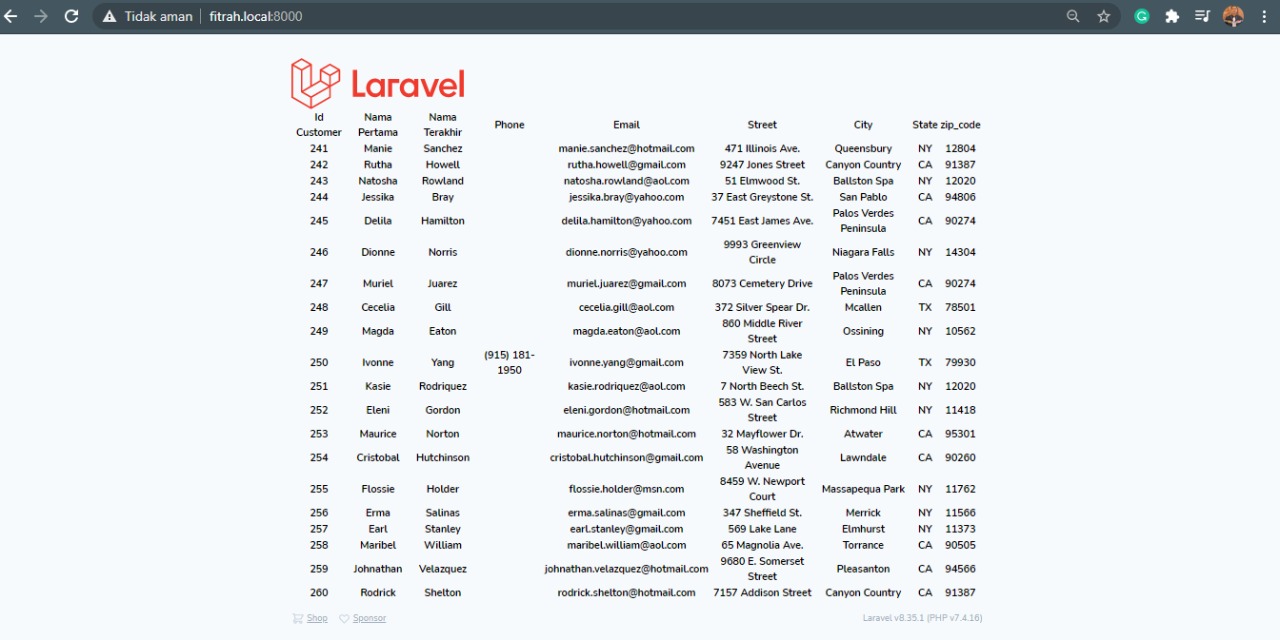 Tidak aman fitrah.local:8000
Laravel
Id Customer Nama Pertama Nama Terakhir Phone Email Street City State zip_code
241 Manie Sanchez manie.sanchez@hotmail.com 471 Illinois Ave. Queensbury NY 12804
242 Rutha Howell rutha.howell@gmail.com 9247 Jones Street Canyon Country CA 91387
243 Natosha Rowland natosha.rowland@aol.com 51 Elmwood St. Ballston Spa NY 12020
244 Jessika Bray jessika.bray@yahoo.com 37 East Greystone St. San Pablo CA 94806
245 Delila Hamilton delila.hamilton@yahoo.com 7451 East James Ave. Palos Verdes Peninsula CA 90274
246 Dionne Norris dionne.norris@yahoo.com 9993 Greenview Circle Niagara Falls NY 14304
247 Muriel Juarez muriel.juarez@gmail.com 8073 Cemetery Drive Palos Verdes Peninsula CA 90274
248 Cecelia Gill cecelia.gill@aol.com 372 Silver Spear Dr. Mcallen TX 78501
249 Magda Eaton magda.eaton@aol.com 860 Middle River Street Ossining NY 10562
250 Ivonne Yang (915) 181-1950 ivonne.yang@gmail.com 7359 North Lake View St. El Paso TX 79930
251 Kasie Rodriquez kasie.rodriquez@aol.com 7 North Beech St. Ballston Spa NY 12020
252 Eleni Gordon eleni.gordon@hotmail.com 583 W. San Carlos Street Richmond Hill NY 11418
253 Maurice Norton maurice.norton@hotmail.com 32 Mayflower Dr. Atwater CA 95301
254 Cristobal Hutchinson cristobal.hutchinson@gmail.com 58 Washington Avenue Lawndale CA 90260
255 Flossie Holder flossie.holder@msn.com 8459 W. Newport Court Massapequa Park NY 11762
256 Erma Salinas erma.salinas@gmail.com 347 Sheffield St. Merrick NY 11566
257 Earl Stanley earl.stanley@gmail.com 569 Lake Lane Elmhurst NY 11373
258 Maribel William maribel.william@aol.com 65 Magnolia Ave. Torrance CA 90505
259 Johnathan Velazquez johnathan.velazquez@hotmail.com 9680 E. Somerset Street Pleasanton CA 94566
260 Rodrick Shelton rodrick.shelton@hotmail.com 7157 Addison Street Canyon Country CA 91387
Shop Sponsor Laravel v8.35.1 (PHP v7.4.16)